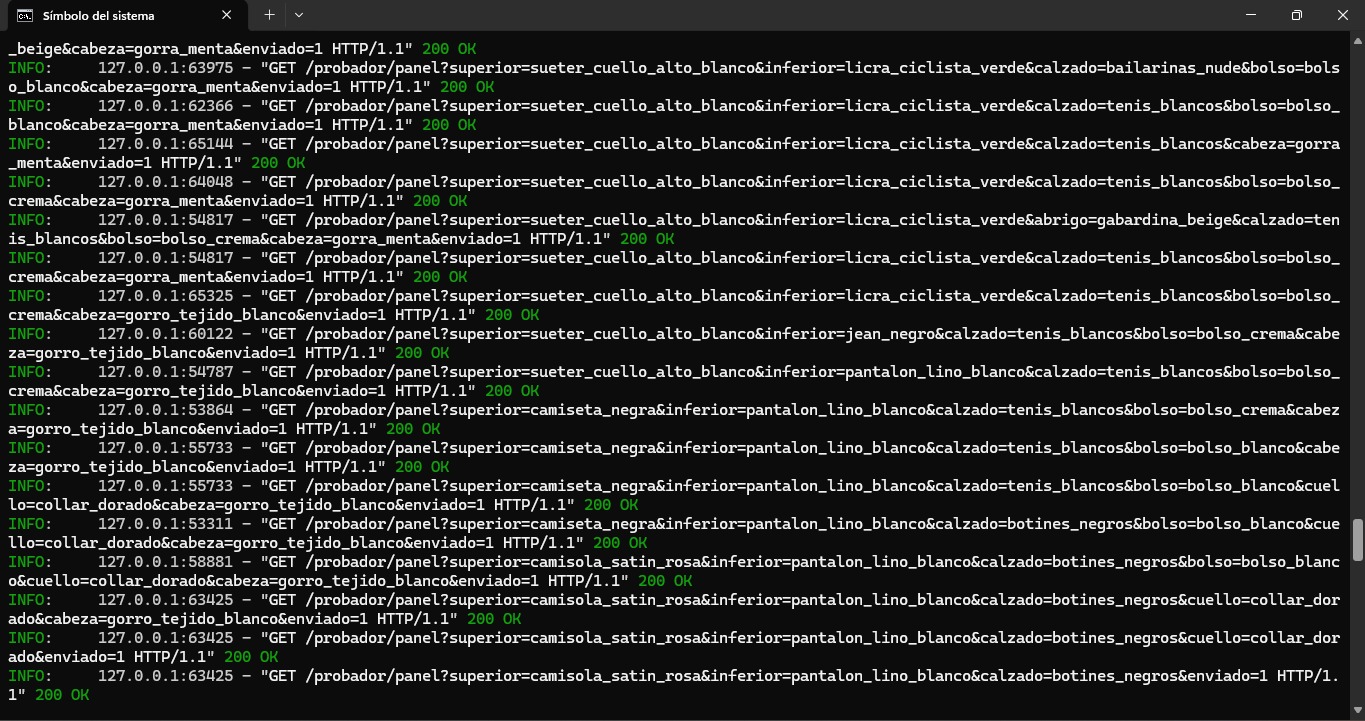 Símbolo del sistema
_beige&cabeza=gorra_menta&enviado=1 HTTP/1.1" 200 OK
INFO:     127.0.0.1:63975 - "GET /probador/panel?superior=sueter_cuello_alto_blanco&inferior=licra_ciclista_verde&calzado=bailarinas_nude&bolso=bols
o_blanco&cabeza=gorra_menta&enviado=1 HTTP/1.1" 200 OK
INFO:     127.0.0.1:62366 - "GET /probador/panel?superior=sueter_cuello_alto_blanco&inferior=licra_ciclista_verde&calzado=tenis_blancos&bolso=bolso_
blanco&cabeza=gorra_menta&enviado=1 HTTP/1.1" 200 OK
INFO:     127.0.0.1:65144 - "GET /probador/panel?superior=sueter_cuello_alto_blanco&inferior=licra_ciclista_verde&calzado=tenis_blancos&cabeza=gorra
_menta&enviado=1 HTTP/1.1" 200 OK
INFO:     127.0.0.1:64048 - "GET /probador/panel?superior=sueter_cuello_alto_blanco&inferior=licra_ciclista_verde&calzado=tenis_blancos&bolso=bolso_
crema&cabeza=gorra_menta&enviado=1 HTTP/1.1" 200 OK
INFO:     127.0.0.1:54817 - "GET /probador/panel?superior=sueter_cuello_alto_blanco&inferior=licra_ciclista_verde&abrigo=gabardina_beige&calzado=ten
is_blancos&bolso=bolso_crema&cabeza=gorra_menta&enviado=1 HTTP/1.1" 200 OK
INFO:     127.0.0.1:54817 - "GET /probador/panel?superior=sueter_cuello_alto_blanco&inferior=licra_ciclista_verde&calzado=tenis_blancos&bolso=bolso_
crema&cabeza=gorra_menta&enviado=1 HTTP/1.1" 200 OK
INFO:     127.0.0.1:65325 - "GET /probador/panel?superior=sueter_cuello_alto_blanco&inferior=licra_ciclista_verde&calzado=tenis_blancos&bolso=bolso_
crema&cabeza=gorro_tejido_blanco&enviado=1 HTTP/1.1" 200 OK
INFO:     127.0.0.1:60122 - "GET /probador/panel?superior=sueter_cuello_alto_blanco&inferior=jean_negro&calzado=tenis_blancos&bolso=bolso_crema&cabe
za=gorro_tejido_blanco&enviado=1 HTTP/1.1" 200 OK
INFO:     127.0.0.1:54787 - "GET /probador/panel?superior=sueter_cuello_alto_blanco&inferior=pantalon_lino_blanco&calzado=tenis_blancos&bolso=bolso_
crema&cabeza=gorro_tejido_blanco&enviado=1 HTTP/1.1" 200 OK
INFO:     127.0.0.1:53864 - "GET /probador/panel?superior=camiseta_negra&inferior=pantalon_lino_blanco&calzado=tenis_blancos&bolso=bolso_crema&cabez
a=gorro_tejido_blanco&enviado=1 HTTP/1.1" 200 OK
INFO:     127.0.0.1:55733 - "GET /probador/panel?superior=camiseta_negra&inferior=pantalon_lino_blanco&calzado=tenis_blancos&bolso=bolso_blanco&cabe
za=gorro_tejido_blanco&enviado=1 HTTP/1.1" 200 OK
INFO:     127.0.0.1:55733 - "GET /probador/panel?superior=camiseta_negra&inferior=pantalon_lino_blanco&calzado=tenis_blancos&bolso=bolso_blanco&cuel
lo=collar_dorado&cabeza=gorro_tejido_blanco&enviado=1 HTTP/1.1" 200 OK
INFO:     127.0.0.1:53311 - "GET /probador/panel?superior=camiseta_negra&inferior=pantalon_lino_blanco&calzado=botines_negros&bolso=bolso_blanco&cue
llo=collar_dorado&cabeza=gorro_tejido_blanco&enviado=1 HTTP/1.1" 200 OK
INFO:     127.0.0.1:58881 - "GET /probador/panel?superior=camisola_satin_rosa&inferior=pantalon_lino_blanco&calzado=botines_negros&bolso=bolso_blanc
o&cuello=collar_dorado&cabeza=gorro_tejido_blanco&enviado=1 HTTP/1.1" 200 OK
INFO:     127.0.0.1:63425 - "GET /probador/panel?superior=camisola_satin_rosa&inferior=pantalon_lino_blanco&calzado=botines_negros&cuello=collar_dor
ado&cabeza=gorro_tejido_blanco&enviado=1 HTTP/1.1" 200 OK
INFO:     127.0.0.1:63425 - "GET /probador/panel?superior=camisola_satin_rosa&inferior=pantalon_lino_blanco&calzado=botines_negros&cuello=collar_dor
ado&enviado=1 HTTP/1.1" 200 OK
INFO:     127.0.0.1:63425 - "GET /probador/panel?superior=camisola_satin_rosa&inferior=pantalon_lino_blanco&calzado=botines_negros&enviado=1 HTTP/1.
1" 200 OK